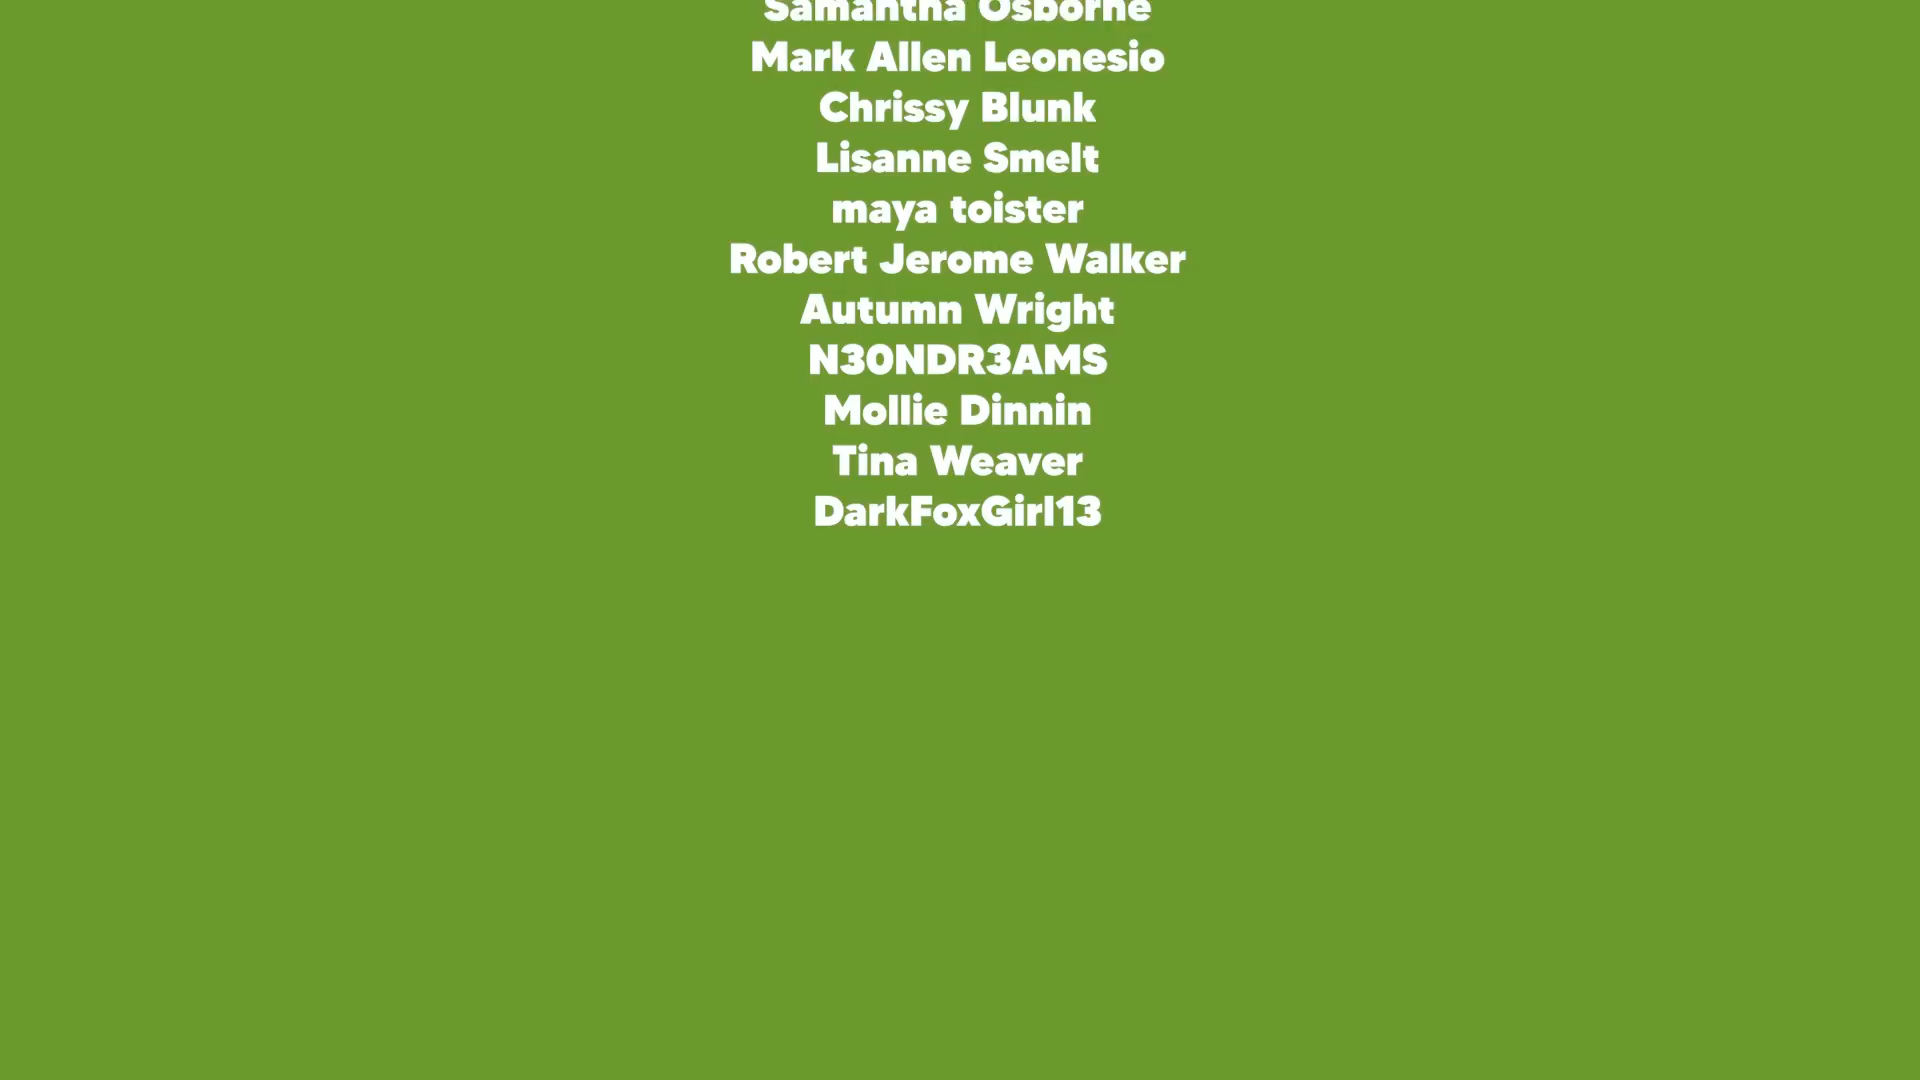 Samantha Osborne
Mark Allen Leonesio
Chrissy Blunk
Lisanne Smelt
maya toister
Robert Jerome Walker
Autumn Wright
N30NDR3AMS
Mollie Dinnin
Tina Weaver
DarkFoxGirl13